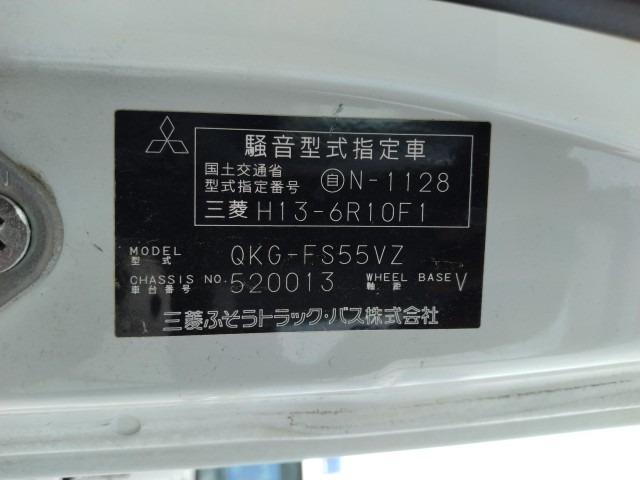 騒音型式指定車
国土交通省
型式指定番号 自N-1128
三菱 H13-6R10F1
MODEL QKG-FS55VZ
型式
CHASSIS NO. 520013 WHEEL BASE V
車台番号 軸距
三菱ふそうトラック・バス株式会社